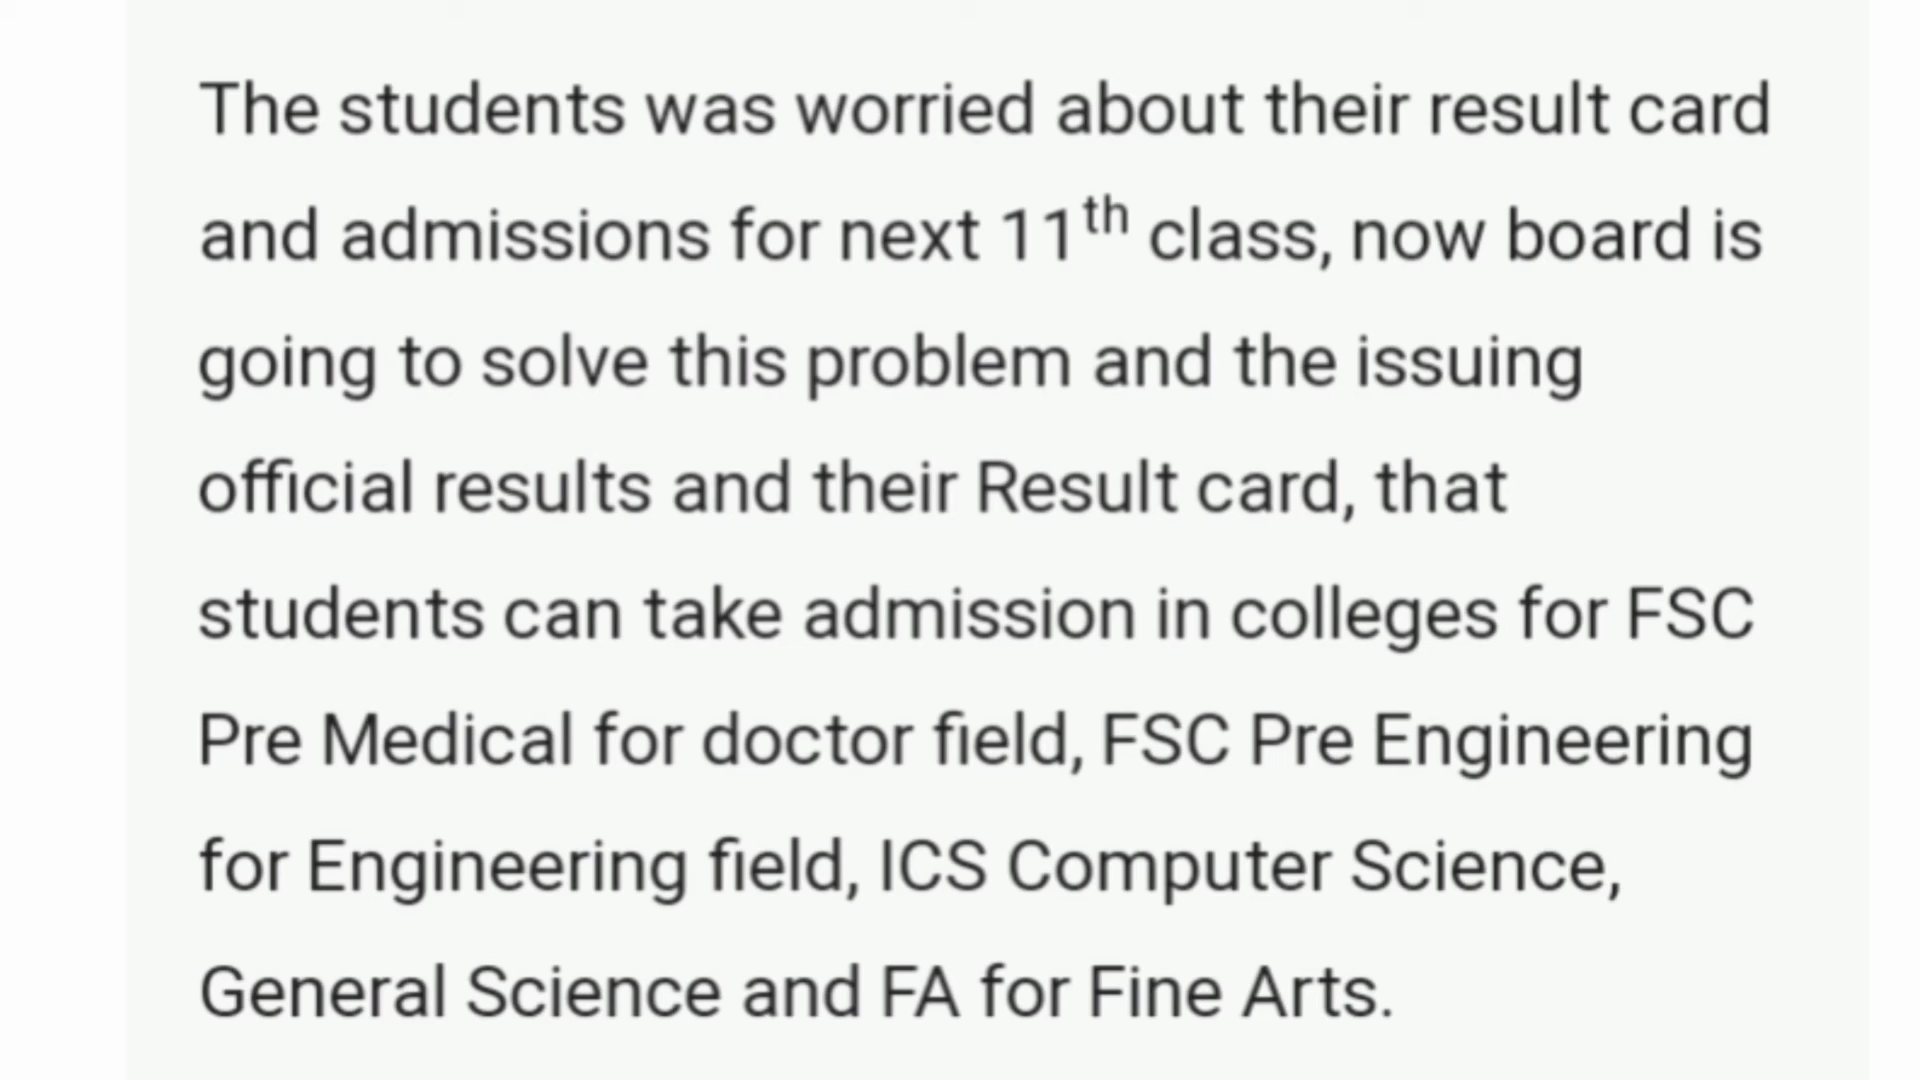 The students was worried about their result card
and admissions for next 11th class, now board is
going to solve this problem and the issuing
official results and their Result card, that
students can take admission in colleges for FSC
Pre Medical for doctor field, FSC Pre Engineering
for Engineering field, ICS Computer Science,
General Science and FA for Fine Arts.